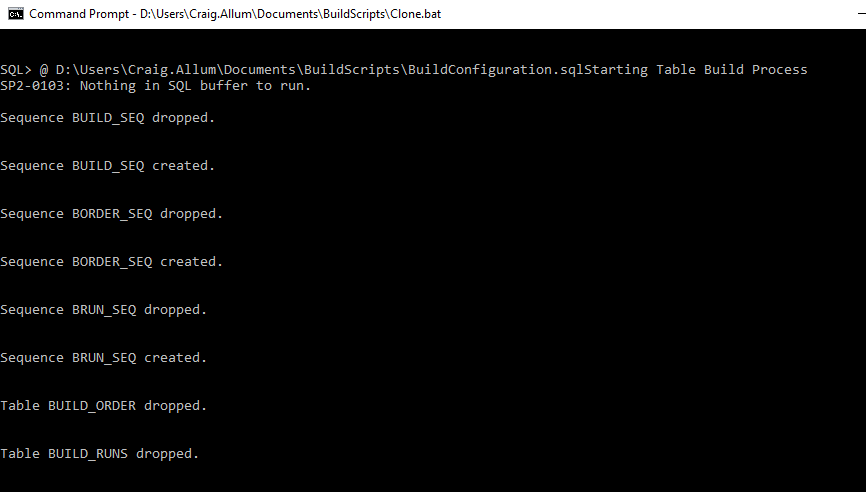 Command Prompt - D:\Users\Craig.Allum\Documents\BuildScripts\Clone.bat
SQL> @ D:\Users\Craig.Allum\Documents\BuildScripts\BuildConfiguration.sqlStarting Table Build Process
SP2-0103: Nothing in SQL buffer to run.
Sequence BUILD_SEQ dropped.
Sequence BUILD_SEQ created.
Sequence BORDER_SEQ dropped.
Sequence BORDER_SEQ created.
Sequence BRUN_SEQ dropped.
Sequence BRUN_SEQ created.
Table BUILD_ORDER dropped.
Table BUILD_RUNS dropped.